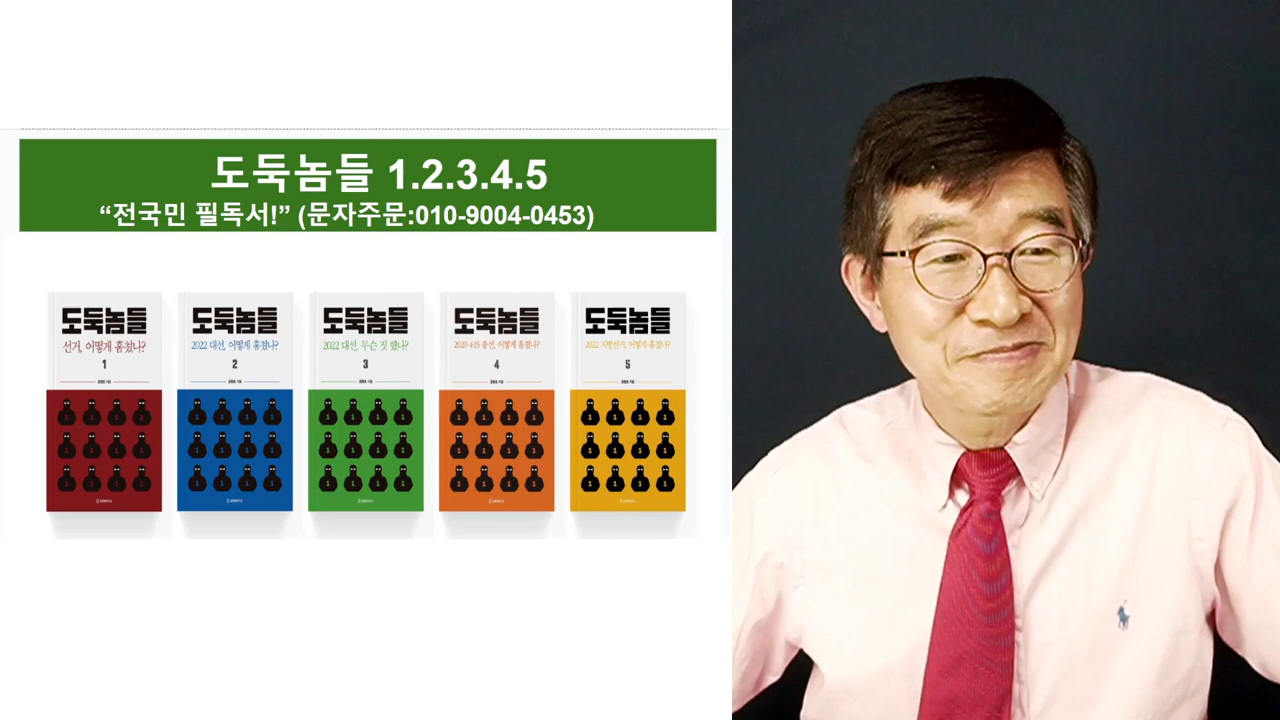 도둑놈들 1.2.3.4.5
“전국민 필독서!” (문자주문:010-9004-0453)
도둑놈들
선거, 어떻게 훔쳤나?
1
도둑놈들
2022 대선, 어떻게 훔쳤나?
2
도둑놈들
2022 대선, 무슨 짓 했나?
3
도둑놈들
2020 4·15 총선, 어떻게 훔쳤나?
4
도둑놈들
2022 지방선거, 어떻게 훔쳤나?
5